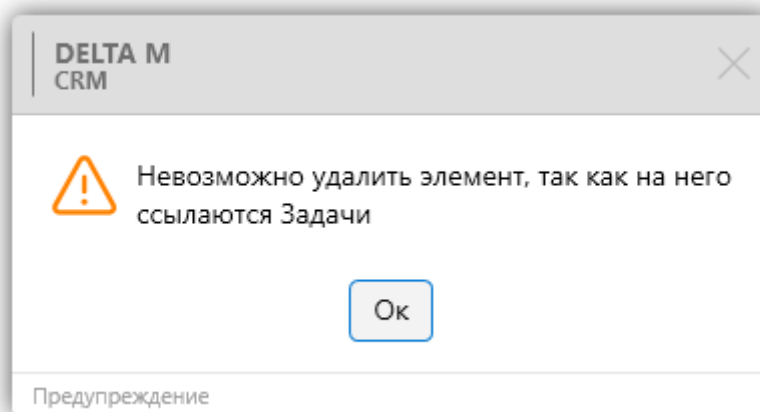 DELTA M
CRM
Невозможно удалить элемент, так как на него
ссылаются Задачи
Ок
Предупреждение